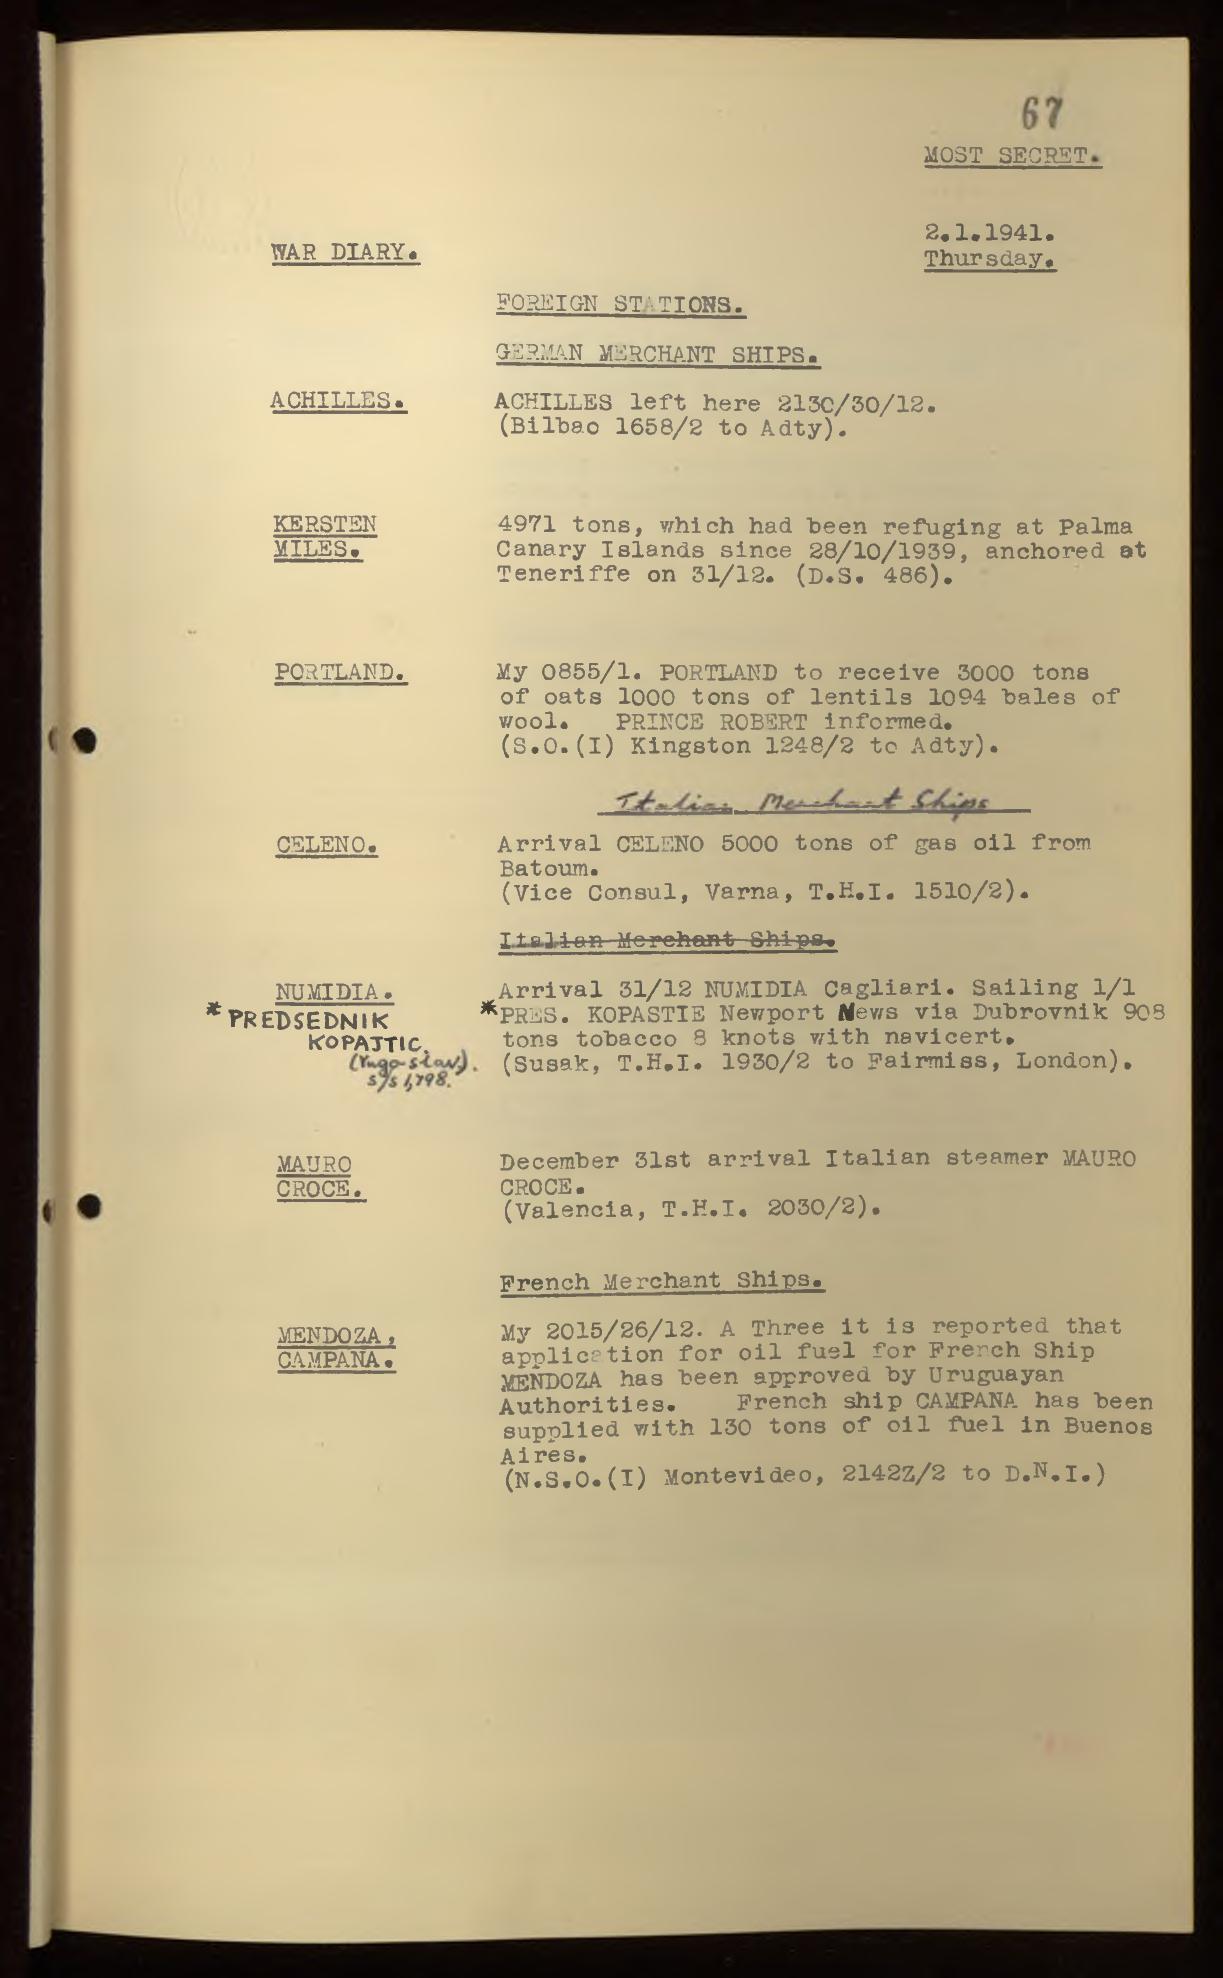 67
MOST SECRET.
2.1.1941.
WAR DIARY.
Thursday.
FOREIGN STATIONS.
GERMAN MERCHANT SHIPS.
ACHILLES. ACHILLES left here 2130/30/12.
(Bilbao 1658/2 to Adty).
KERSTEN 4971 tons, which had been refuging at Palma
MILES. Canary Islands since 28/10/1939, anchored at
Teneriffe on 31/12. (D.S. 486).
PORTLAND. My 0855/1. PORTLAND to receive 3000 tons
of oats 1000 tons of lentils 1094 bales of
wool. PRINCE ROBERT informed.
(S.O.(I) Kingston 1248/2 to Adty).
Italian Merchant Ships
CELENO. Arrival CELENO 5000 tons of gas oil from
Batoum.
(Vice Consul, Varna, T.H.I. 1510/2).
Italian Merchant Ships.
NUMIDIA. Arrival 31/12 NUMIDIA Cagliari. Sailing 1/1
* PREDSEDNIK *PRES. KOPASTIE Newport News via Dubrovnik 908
KOPAJTIC. tons tobacco 8 knots with navicert.
(Yugo-slav). (Susak, T.H.I. 1930/2 to Fairmiss, London).
s/s 1,798.
MAURO December 31st arrival Italian steamer MAURO
CROCE. CROCE.
(Valencia, T.H.I. 2030/2).
French Merchant Ships.
MENDOZA, My 2015/26/12. A Three it is reported that
CAMPANA. application for oil fuel for French Ship
MENDOZA has been approved by Uruguayan
Authorities. French ship CAMPANA has been
supplied with 130 tons of oil fuel in Buenos
Aires.
(N.S.O.(I) Montevideo, 2142Z/2 to D.N.I.)